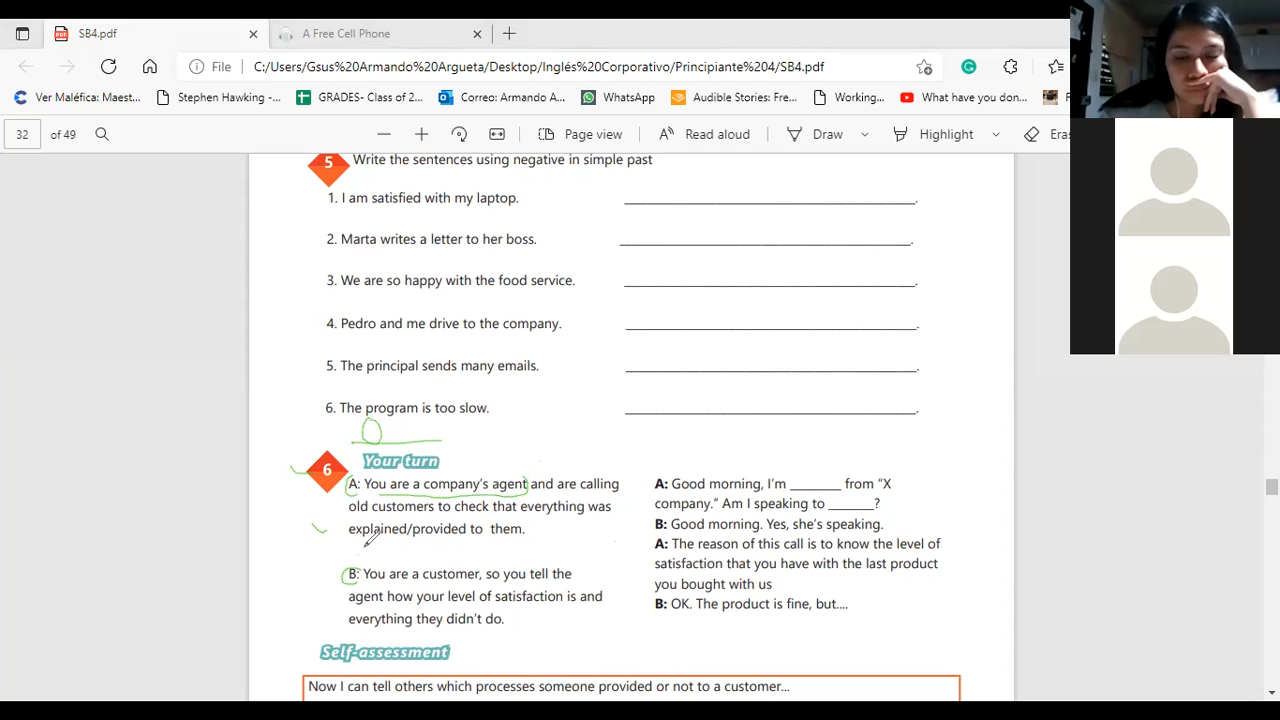 SB4.pdf
A Free Cell Phone
File
C:/Users/Gsus%20Armando%20Argueta/Desktop/Inglés%20Corporativo/Principiante%204/SB4.pdf
Ver Maléfica: Maest...
Stephen Hawking -...
GRADES- Class of 2...
Correo: Armando A...
WhatsApp
Audible Stories: Fre...
Working...
What have you don...
32
of 49
Page view
Read aloud
Draw
Highlight
Eras
5
Write the sentences using negative in simple past
1. I am satisfied with my laptop. ___________________________________.
2. Marta writes a letter to her boss. ___________________________________.
3. We are so happy with the food service. ___________________________________.
4. Pedro and me drive to the company. ___________________________________.
5. The principal sends many emails. ___________________________________.
6. The program is too slow. ___________________________________.
6
Your turn
A: You are a company's agent and are calling
old customers to check that everything was
explained/provided to them.
B: You are a customer, so you tell the
agent how your level of satisfaction is and
everything they didn't do.
A: Good morning, I'm _______ from “X
company.” Am I speaking to ______?
B: Good morning. Yes, she's speaking.
A: The reason of this call is to know the level of
satisfaction that you have with the last product
you bought with us
B: OK. The product is fine, but....
Self-assessment
Now I can tell others which processes someone provided or not to a customer...